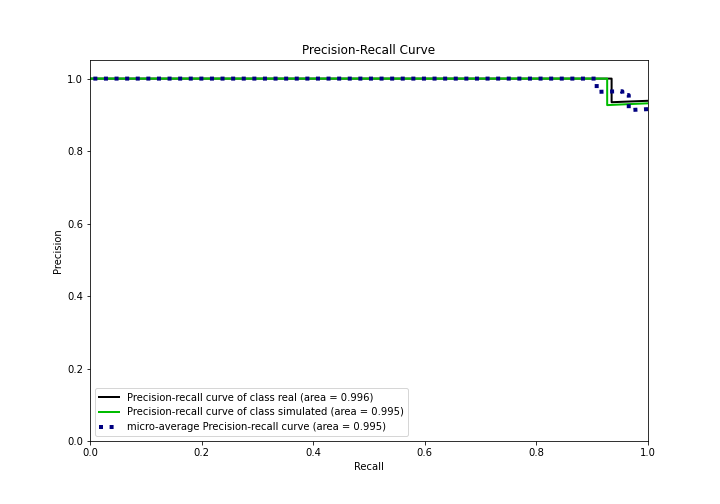 Precision-Recall Curve
1.0
0.8
0.6
0.4
0.2
0.0
Precision
Precision-recall curve of class real (area = 0.996)
Precision-recall curve of class simulated (area = 0.995)
micro-average Precision-recall curve (area = 0.995)
0.0 0.2 0.4 0.6 0.8 1.0
Recall